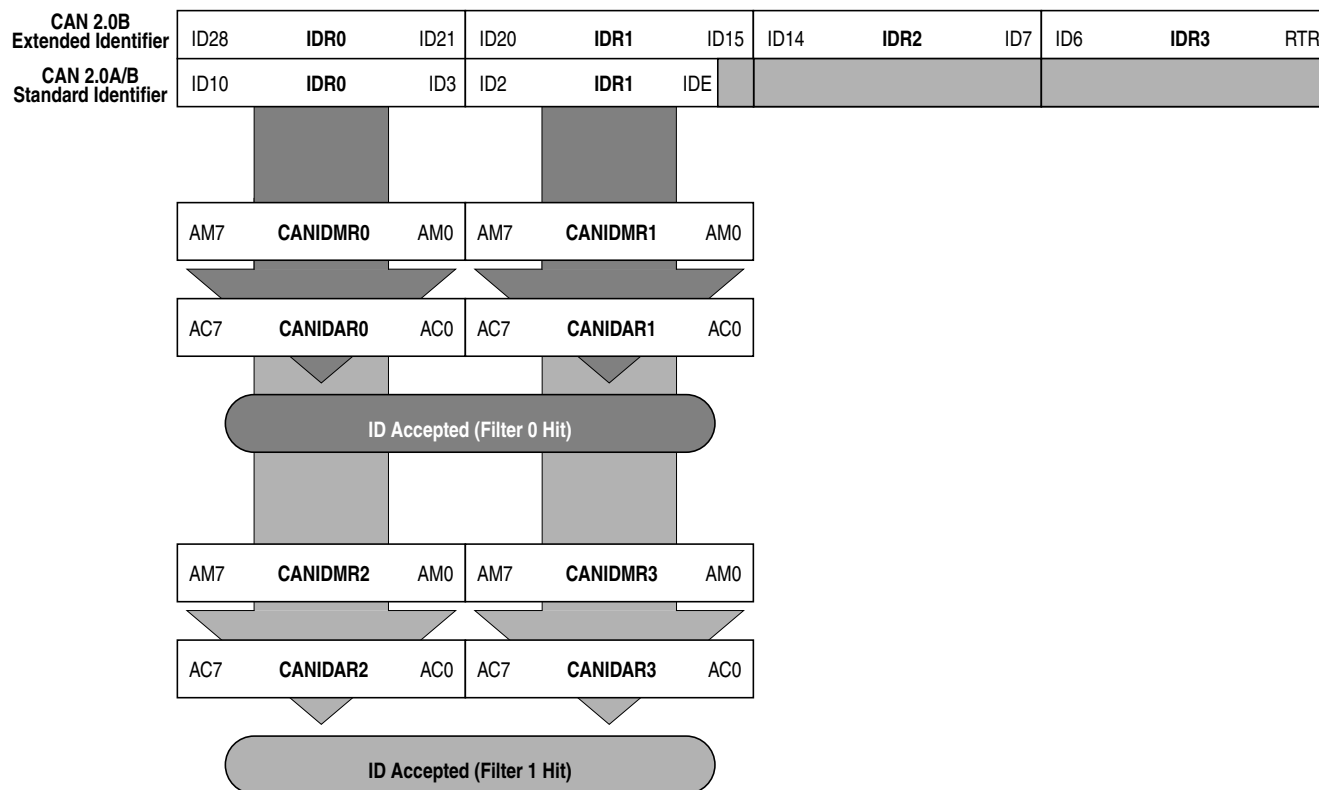 CAN 2.0B
Extended Identifier
ID28 IDR0 ID21 ID20 IDR1 ID15 ID14 IDR2 ID7 ID6 IDR3 RTR
CAN 2.0A/B
Standard Identifier
ID10 IDR0 ID3 ID2 IDR1 IDE
AM7 CANIDMR0 AM0 AM7 CANIDMR1 AM0
AC7 CANIDAR0 AC0 AC7 CANIDAR1 AC0
ID Accepted (Filter 0 Hit)
AM7 CANIDMR2 AM0 AM7 CANIDMR3 AM0
AC7 CANIDAR2 AC0 AC7 CANIDAR3 AC0
ID Accepted (Filter 1 Hit)